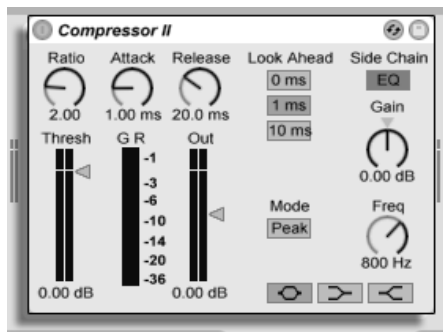 Compressor II
Ratio Attack Release Look Ahead Side Chain
0 ms EQ
1 ms Gain
2.00 1.00 ms 20.0 ms
10 ms
Thresh G R Out
-1
0.00 dB
-3
-6 Mode Freq
-10 Peak
-14
-20
-36 800 Hz
0.00 dB 0.00 dB